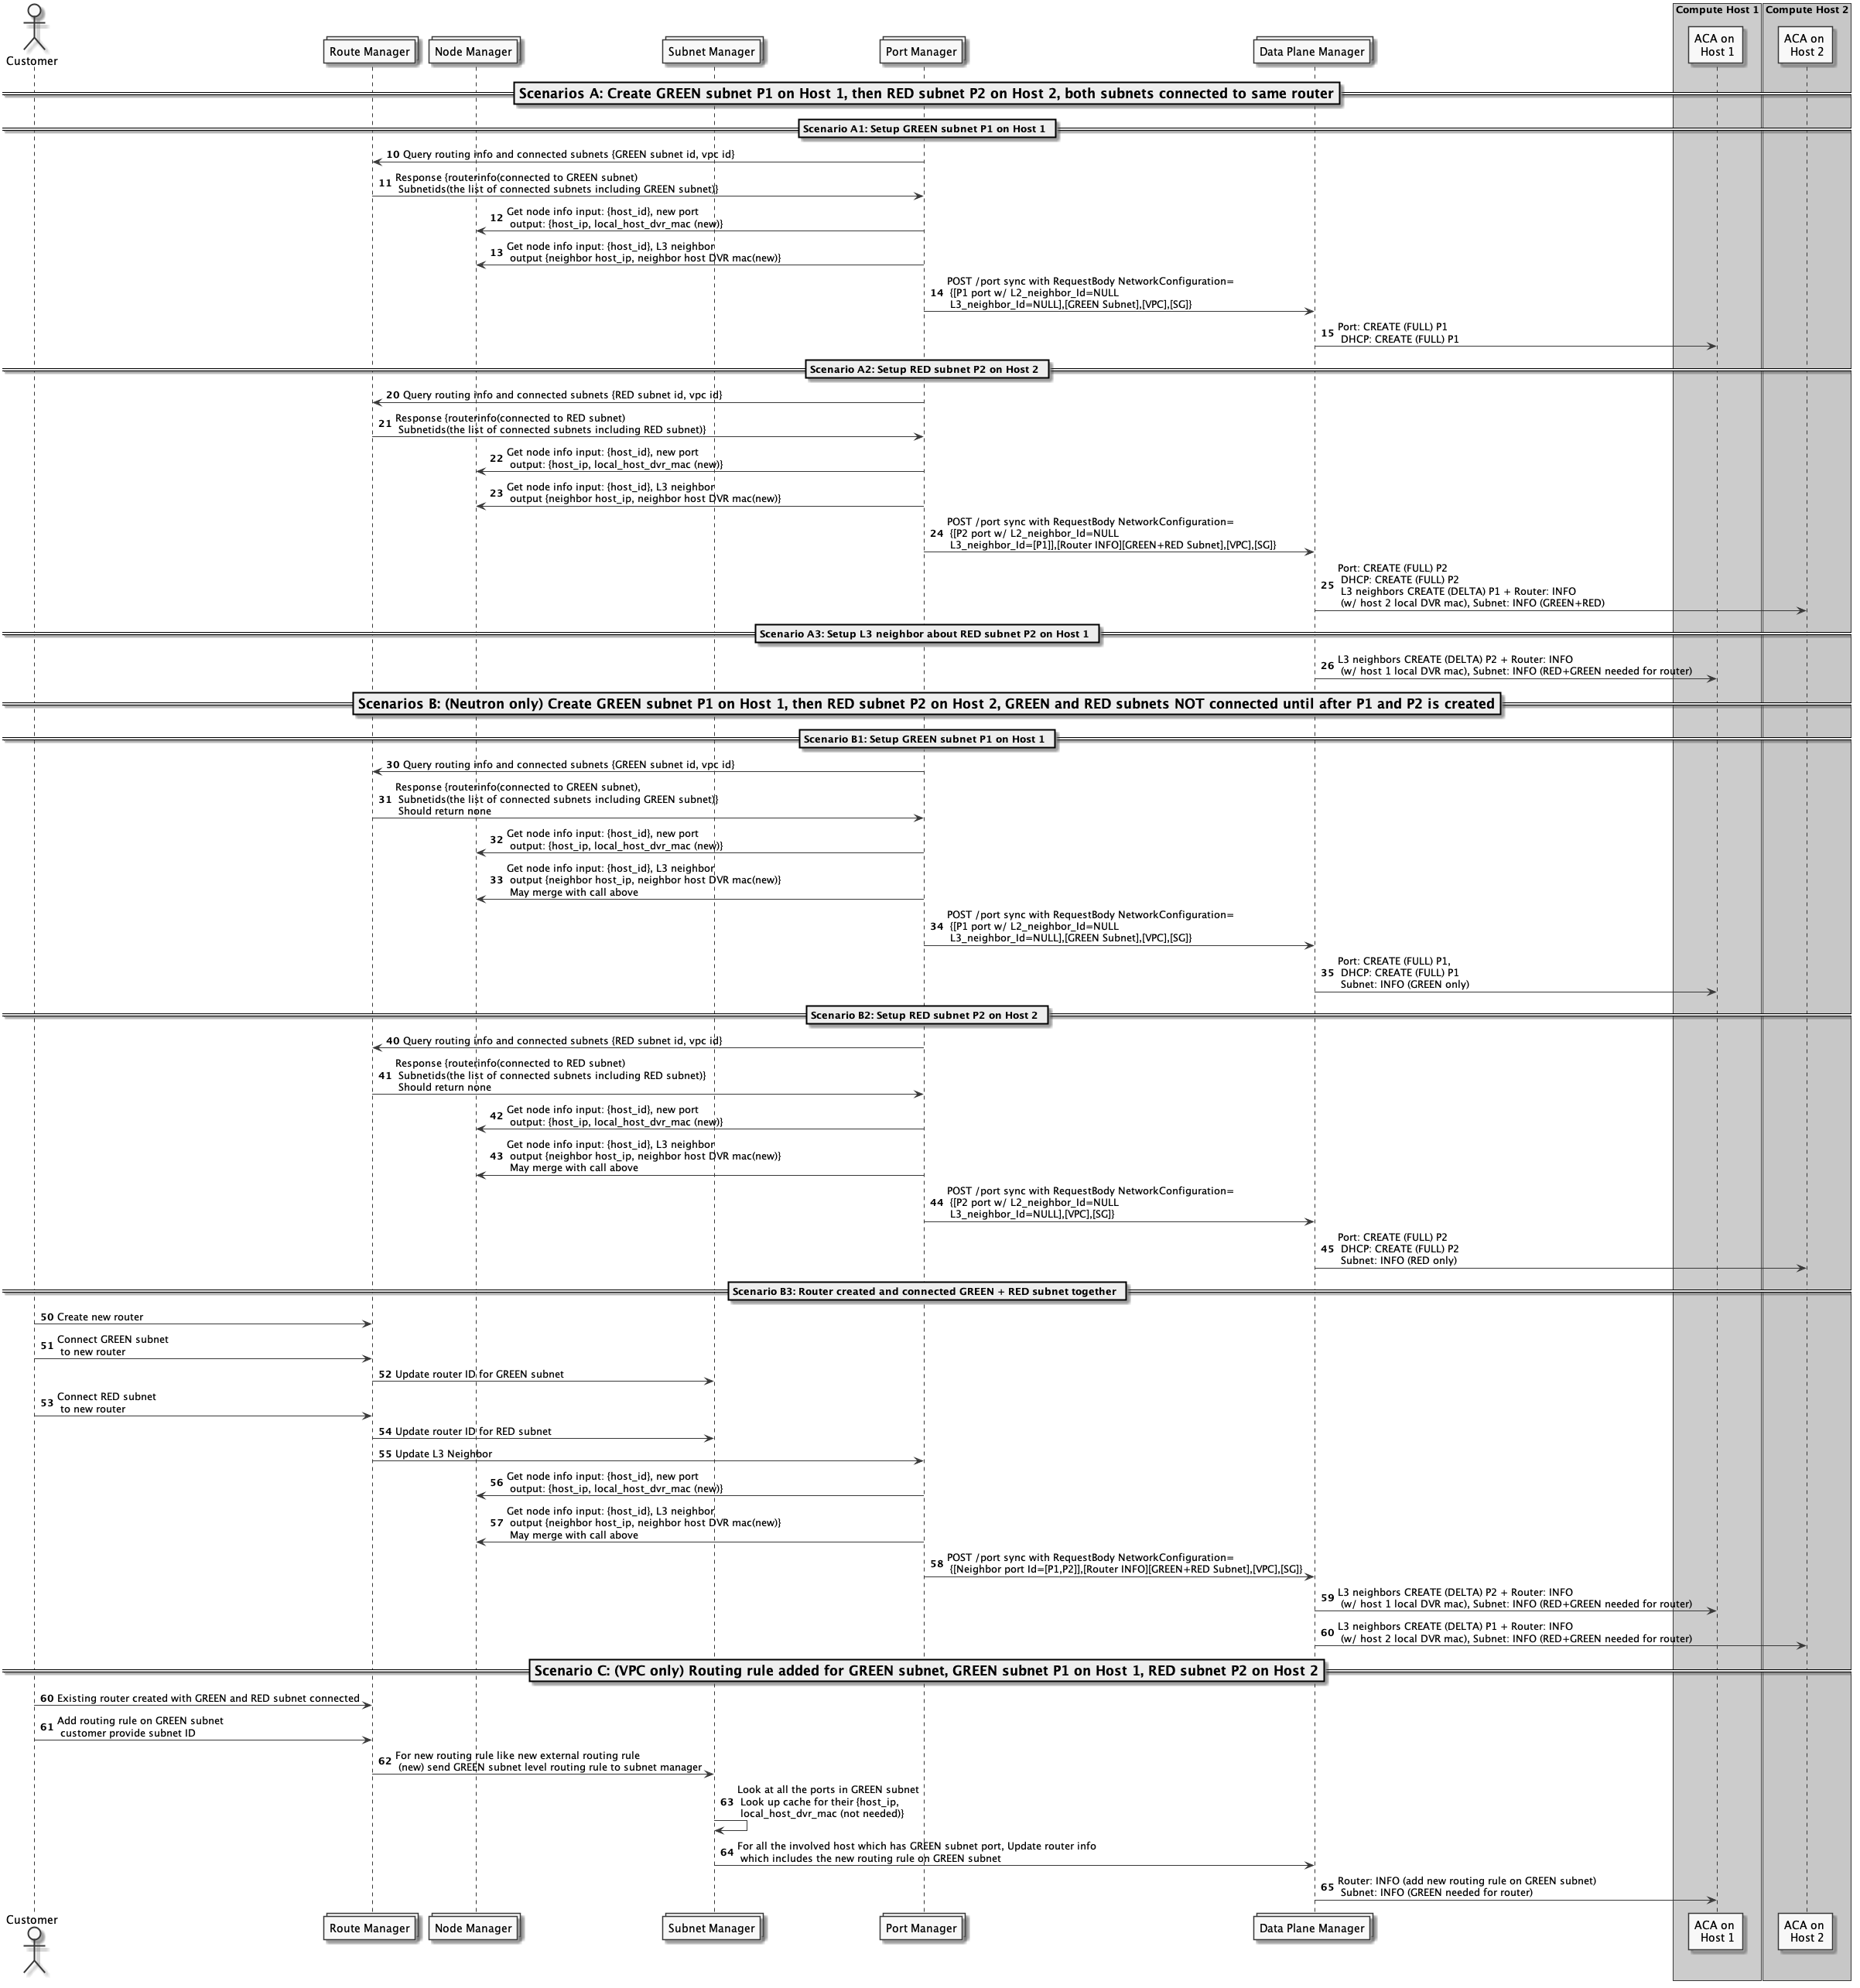 Compute Host 1
Compute Host 2
Customer
Route Manager
Node Manager
Subnet Manager
Port Manager
Data Plane Manager
ACA on
Host 1
ACA on
Host 2
Scenarios A: Create GREEN subnet P1 on Host 1, then RED subnet P2 on Host 2, both subnets connected to same router
Scenario A1: Setup GREEN subnet P1 on Host 1
10 Query routing info and connected subnets {GREEN subnet id, vpc id}
11 Response {routerinfo(connected to GREEN subnet)
Subnetids(the list of connected subnets including GREEN subnet)}
12 Get node info input: {host_id}, new port
output: {host_ip, local_host_dvr_mac (new)}
13 Get node info input: {host_id}, L3 neighbor
output {neighbor host_ip, neighbor host DVR mac(new)}
POST /port sync with RequestBody NetworkConfiguration=
14 {[P1 port w/ L2_neighbor_Id=NULL
L3_neighbor_Id=NULL],[GREEN Subnet],[VPC],[SG]}
15 Port: CREATE (FULL) P1
DHCP: CREATE (FULL) P1
Scenario A2: Setup RED subnet P2 on Host 2
20 Query routing info and connected subnets {RED subnet id, vpc id}
21 Response {routerinfo(connected to RED subnet)
Subnetids(the list of connected subnets including RED subnet)}
22 Get node info input: {host_id}, new port
output: {host_ip, local_host_dvr_mac (new)}
23 Get node info input: {host_id}, L3 neighbor
output {neighbor host_ip, neighbor host DVR mac(new)}
POST /port sync with RequestBody NetworkConfiguration=
24 {[P2 port w/ L2_neighbor_Id=NULL
L3_neighbor_Id=[P1]],[Router INFO][GREEN+RED Subnet],[VPC],[SG]}
Port: CREATE (FULL) P2
DHCP: CREATE (FULL) P2
25 L3 neighbors CREATE (DELTA) P1 + Router: INFO
(w/ host 2 local DVR mac), Subnet: INFO (GREEN+RED)
Scenario A3: Setup L3 neighbor about RED subnet P2 on Host 1
26 L3 neighbors CREATE (DELTA) P2 + Router: INFO
(w/ host 1 local DVR mac), Subnet: INFO (RED+GREEN needed for router)
Scenarios B: (Neutron only) Create GREEN subnet P1 on Host 1, then RED subnet P2 on Host 2, GREEN and RED subnets NOT connected until after P1 and P2 is created
Scenario B1: Setup GREEN subnet P1 on Host 1
30 Query routing info and connected subnets {GREEN subnet id, vpc id}
Response {routerinfo(connected to GREEN subnet),
31 Subnetids(the list of connected subnets including GREEN subnet)}
Should return none
32 Get node info input: {host_id}, new port
output: {host_ip, local_host_dvr_mac (new)}
Get node info input: {host_id}, L3 neighbor
33 output {neighbor host_ip, neighbor host DVR mac(new)}
May merge with call above
POST /port sync with RequestBody NetworkConfiguration=
34 {[P1 port w/ L2_neighbor_Id=NULL
L3_neighbor_Id=NULL],[GREEN Subnet],[VPC],[SG]}
Port: CREATE (FULL) P1,
35 DHCP: CREATE (FULL) P1
Subnet: INFO (GREEN only)
Scenario B2: Setup RED subnet P2 on Host 2
40 Query routing info and connected subnets {RED subnet id, vpc id}
Response {routerinfo(connected to RED subnet)
41 Subnetids(the list of connected subnets including RED subnet)}
Should return none
42 Get node info input: {host_id}, new port
output: {host_ip, local_host_dvr_mac (new)}
Get node info input: {host_id}, L3 neighbor
43 output {neighbor host_ip, neighbor host DVR mac(new)}
May merge with call above
POST /port sync with RequestBody NetworkConfiguration=
44 {[P2 port w/ L2_neighbor_Id=NULL
L3_neighbor_Id=NULL],[VPC],[SG]}
Port: CREATE (FULL) P2
45 DHCP: CREATE (FULL) P2
Subnet: INFO (RED only)
Scenario B3: Router created and connected GREEN + RED subnet together
50 Create new router
51 Connect GREEN subnet
to new router
52 Update router ID for GREEN subnet
53 Connect RED subnet
to new router
54 Update router ID for RED subnet
55 Update L3 Neighbor
56 Get node info input: {host_id}, new port
output: {host_ip, local_host_dvr_mac (new)}
Get node info input: {host_id}, L3 neighbor
57 output {neighbor host_ip, neighbor host DVR mac(new)}
May merge with call above
58 POST /port sync with RequestBody NetworkConfiguration=
{[Neighbor port Id=[P1,P2]],[Router INFO][GREEN+RED Subnet],[VPC],[SG]}
59 L3 neighbors CREATE (DELTA) P2 + Router: INFO
(w/ host 1 local DVR mac), Subnet: INFO (RED+GREEN needed for router)
60 L3 neighbors CREATE (DELTA) P1 + Router: INFO
(w/ host 2 local DVR mac), Subnet: INFO (RED+GREEN needed for router)
Scenario C: (VPC only) Routing rule added for GREEN subnet, GREEN subnet P1 on Host 1, RED subnet P2 on Host 2
60 Existing router created with GREEN and RED subnet connected
61 Add routing rule on GREEN subnet
customer provide subnet ID
62 For new routing rule like new external routing rule
(new) send GREEN subnet level routing rule to subnet manager
Look at all the ports in GREEN subnet
63 Look up cache for their {host_ip,
local_host_dvr_mac (not needed)}
64 For all the involved host which has GREEN subnet port, Update router info
which includes the new routing rule on GREEN subnet
65 Router: INFO (add new routing rule on GREEN subnet)
Subnet: INFO (GREEN needed for router)
Customer
Route Manager
Node Manager
Subnet Manager
Port Manager
Data Plane Manager
ACA on
Host 1
ACA on
Host 2